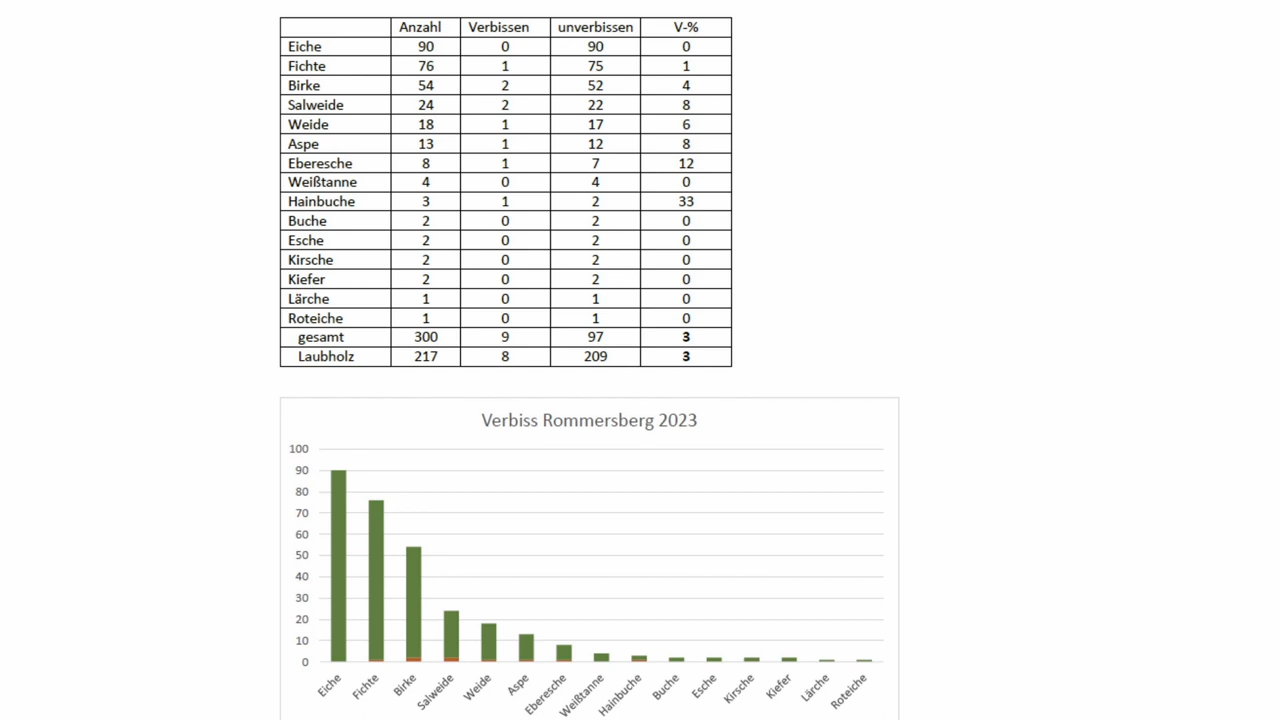 Anzahl Verbissen unverbissen V-%
Eiche 90 0 90 0
Fichte 76 1 75 1
Birke 54 2 52 4
Salweide 24 2 22 8
Weide 18 1 17 6
Aspe 13 1 12 8
Eberesche 8 1 7 12
Weißtanne 4 0 4 0
Hainbuche 3 1 2 33
Buche 2 0 2 0
Esche 2 0 2 0
Kirsche 2 0 2 0
Kiefer 2 0 2 0
Lärche 1 0 1 0
Roteiche 1 0 1 0
gesamt 300 9 97 3
Laubholz 217 8 209 3
Verbiss Rommersberg 2023
100
90
80
70
60
50
40
30
20
10
0
Eiche Fichte Birke Salweide Weide Aspe Eberesche Weißtanne Hainbuche Buche Esche Kirsche Kiefer Lärche Roteiche